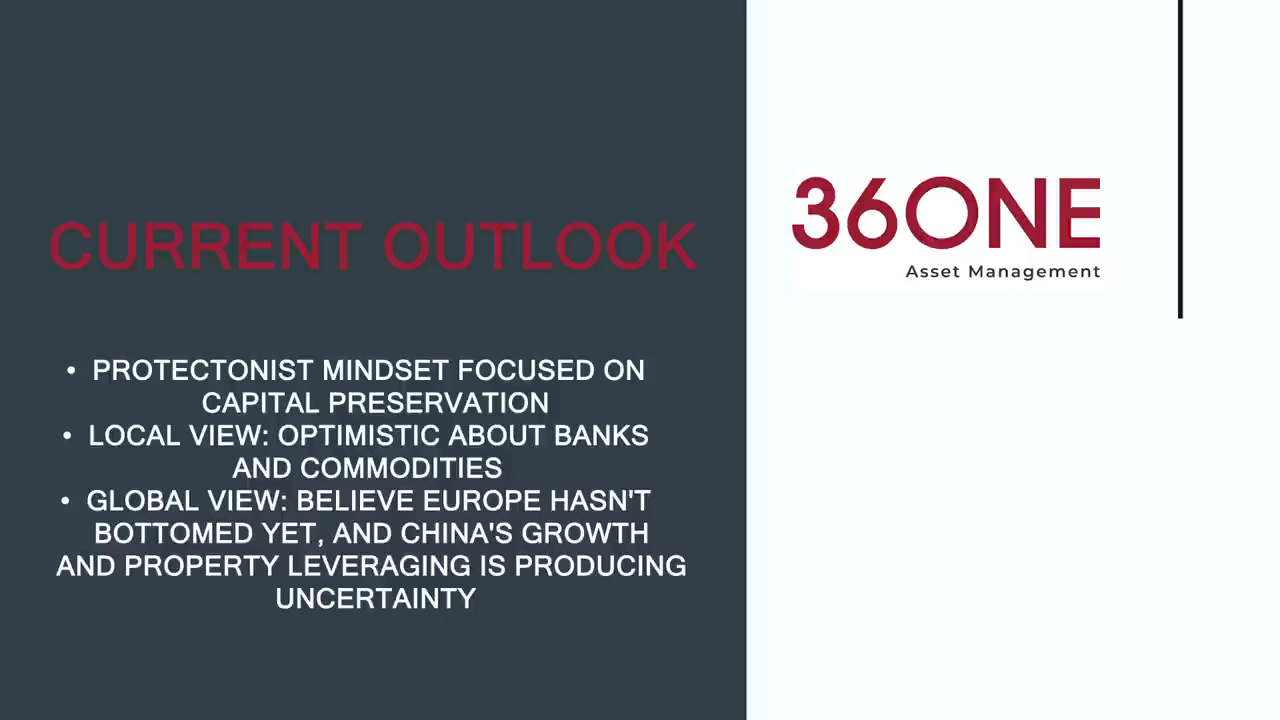 CURRENT OUTLOOK
• PROTECTONIST MINDSET FOCUSED ON
CAPITAL PRESERVATION
• LOCAL VIEW: OPTIMISTIC ABOUT BANKS
AND COMMODITIES
• GLOBAL VIEW: BELIEVE EUROPE HASN'T
BOTTOMED YET, AND CHINA'S GROWTH
AND PROPERTY LEVERAGING IS PRODUCING
UNCERTAINTY
36ONE
Asset Management